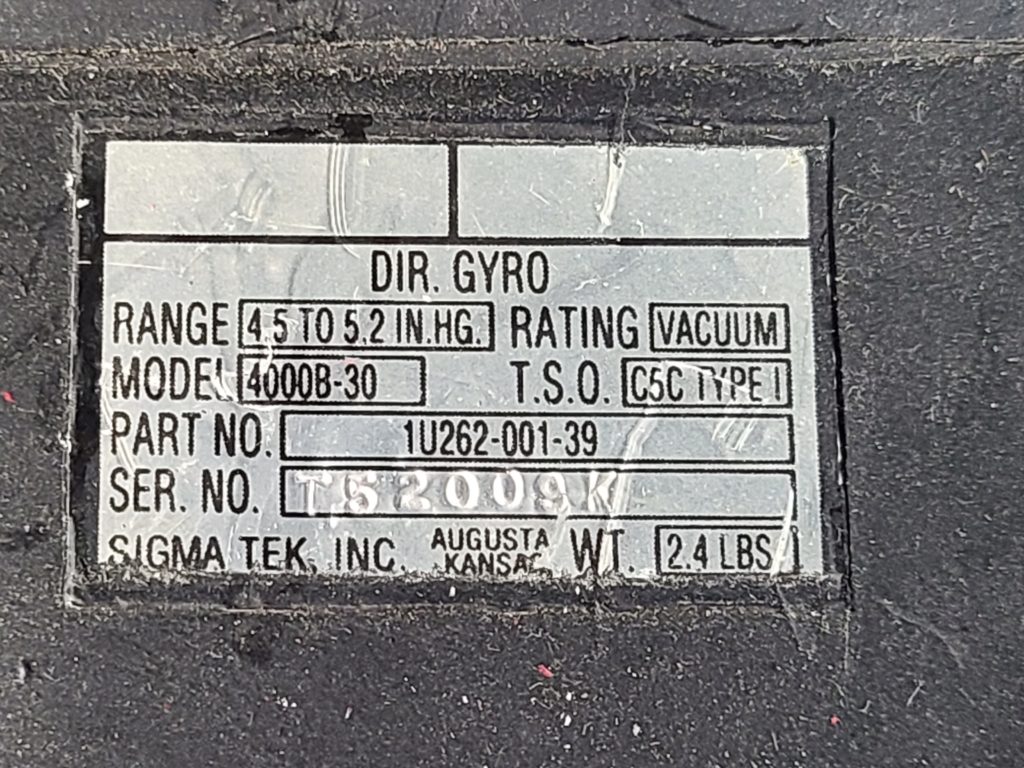 DIR. GYRO
RANGE 4.5 TO 5.2 IN.HG. RATING VACUUM
MODEL 4000B-30 T.S.O. C5C TYPE I
PART NO. 1U262-001-39
SER. NO. T52009K
SIGMA TEK, INC. AUGUSTA KANSAS WT. 2.4 LBS